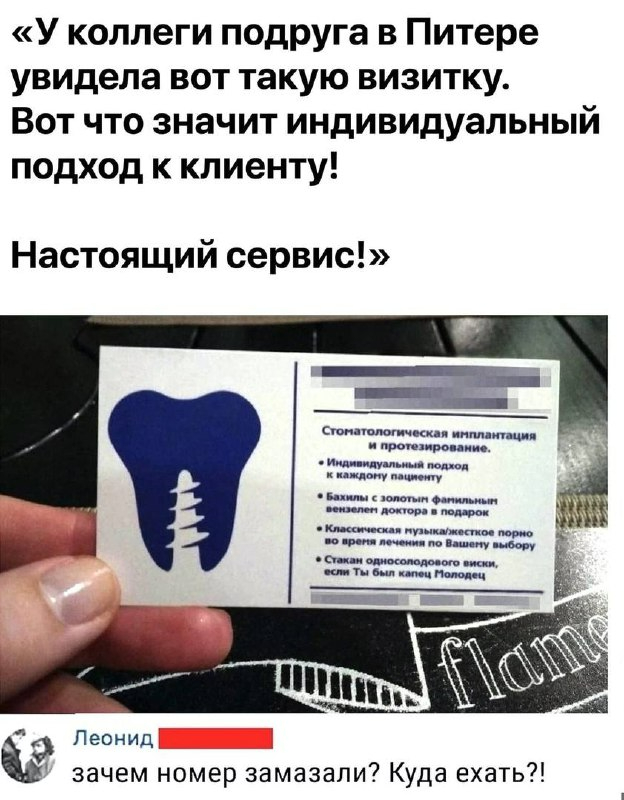 «У коллеги подруга в Питере
увидела вот такую визитку.
Вот что значит индивидуальный
подход к клиенту!
Настоящий сервис!»
Стоматологическая имплантация
и протезирование.
• Индивидуальный подход
к каждому пациенту
• Бахилы с золотым фамильным
вензелем доктора в подарок
• Классическая музыка/жесткое порно
во время лечения по Вашему выбору
• Стакан односолодового виски,
если Ты был капец Молодец
flame
Леонид
зачем номер замазали? Куда ехать?!